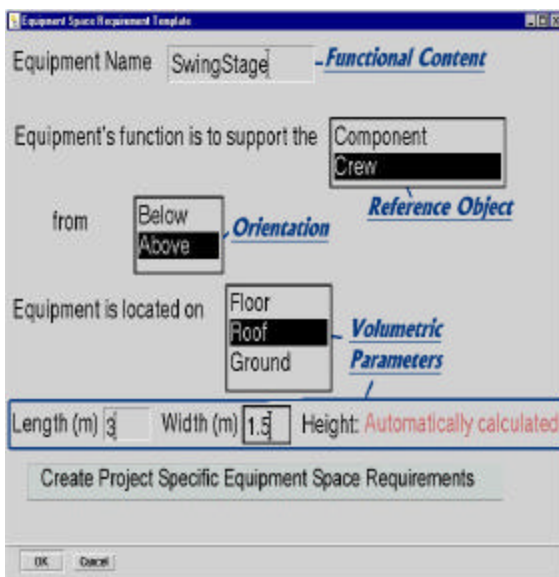 Equipment Space Requirement Template
Equipment Name SwingStage Functional Content
Equipment's function is to support the Component
Crew
Reference Object
from Below
Above Orientation
Equipment is located on Floor
Roof Volumetric
Ground Parameters
Length (m) 3 Width (m) 1.5 Height: Automatically calculated
Create Project Specific Equipment Space Requirements
OK Cancel